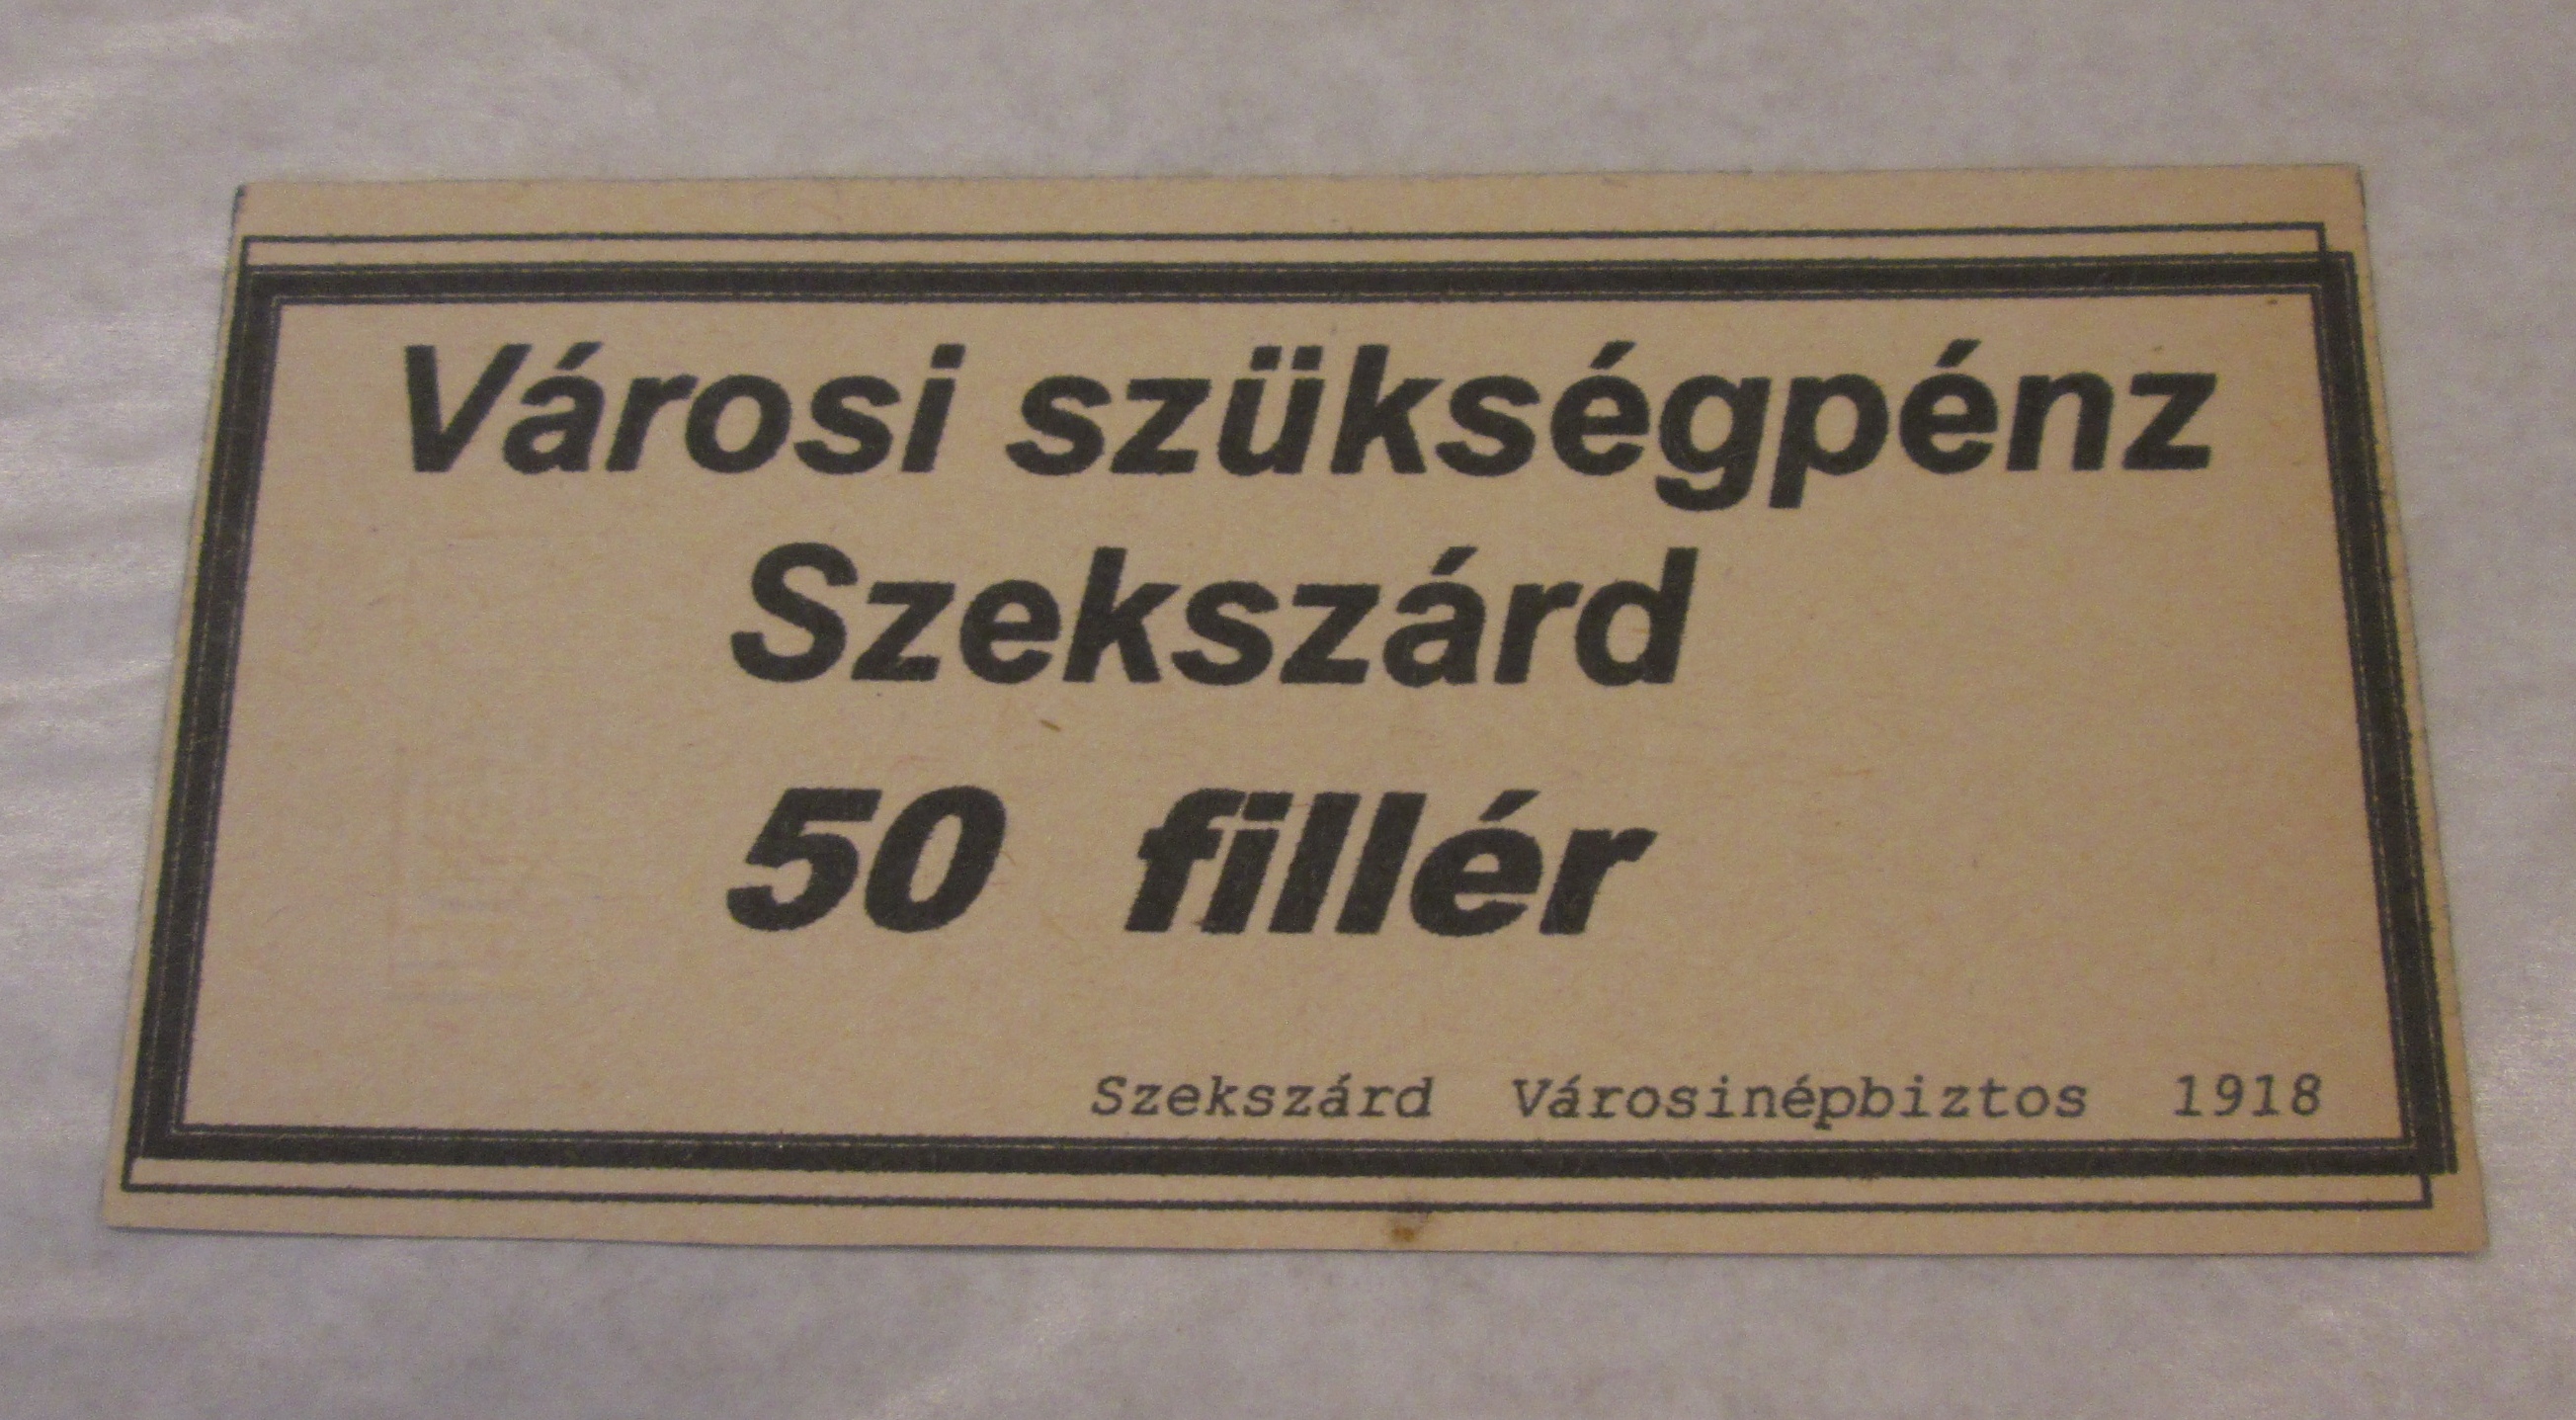 Városi szükségpénz
Szekszárd
50 fillér
Szekszárd Városinépbiztos 1918